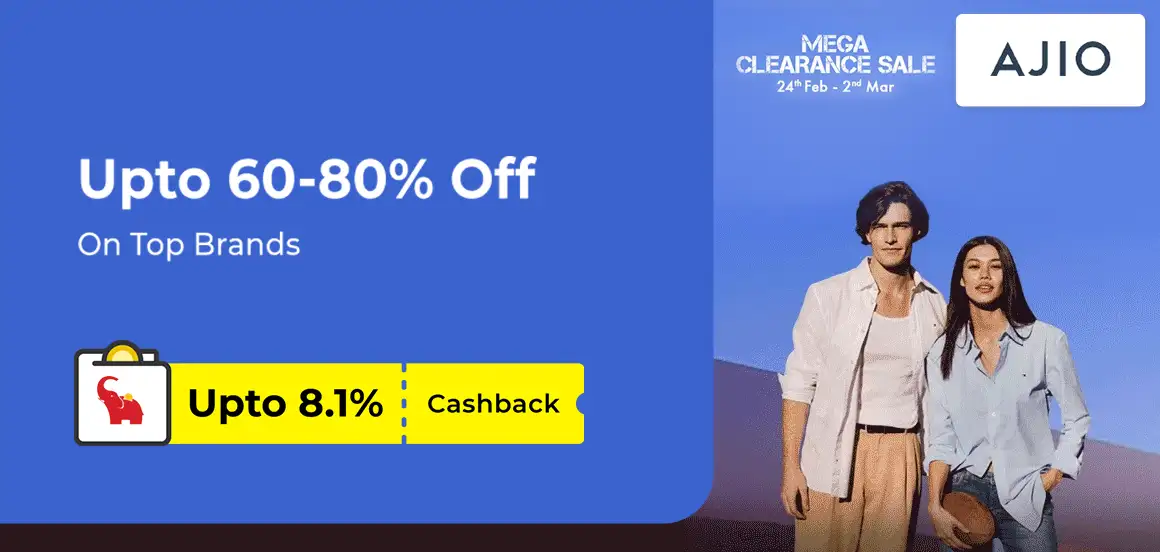 MEGA
CLEARANCE SALE
24th Feb - 2nd Mar
AJIO
Upto 60-80% Off
On Top Brands
Upto 8.1%
Cashback